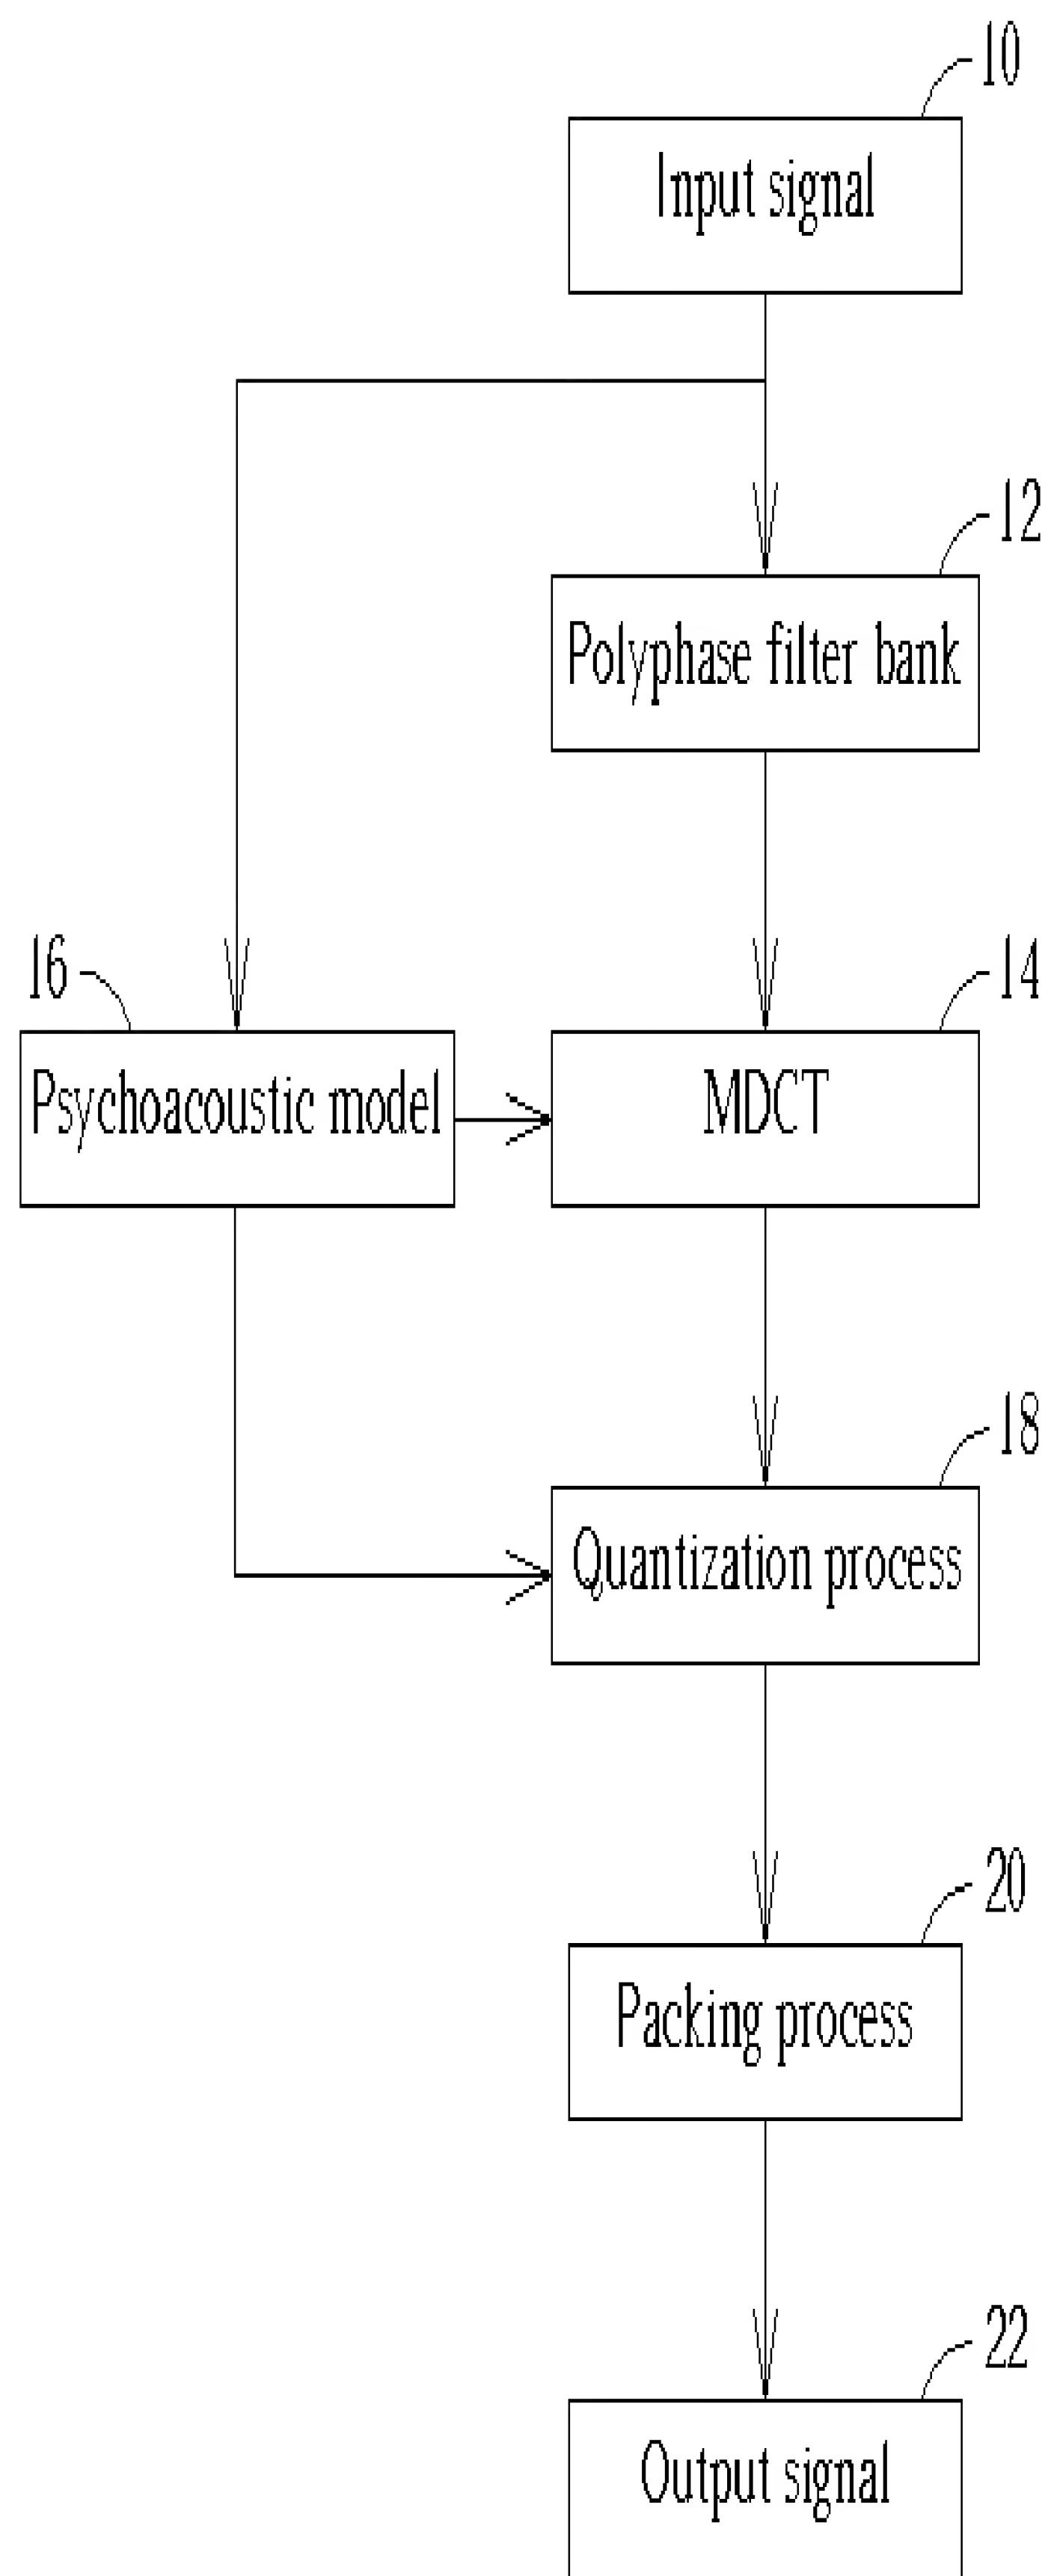 10
Input signal
12
Polyphase filter bank
16
14
Psychoacoustic model
MDCT
18
Quantization process
20
Packing process
22
Output signal